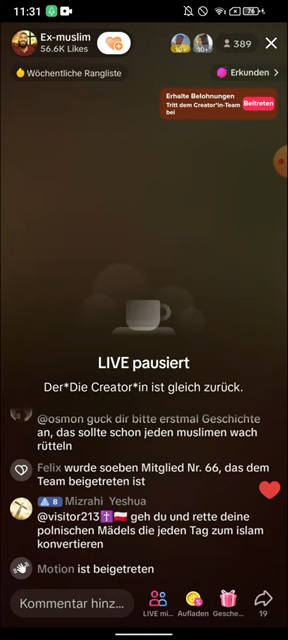 11:31
76
Ex-muslim
56.6K Likes
10+
10+
389
Wöchentliche Rangliste
Erkunden
Erhalte Belohnungen
Tritt dem Creator*in-Team
bei
Beitreten
LIVE pausiert
Der*Die Creator*in ist gleich zurück.
@osmon guck dir bitte erstmal Geschichte
an, das sollte schon jeden muslimen wach
rütteln
Felix wurde soeben Mitglied Nr. 66, das dem
Team beigetreten ist
8 Mizrahi Yeshua
@visitor213✝️🇵🇱 geh du und rette deine
polnischen Mädels die jeden Tag zum islam
konvertieren
Motion ist beigetreten
Kommentar hinz...
LIVE mi...
Aufladen
Gesche...
19